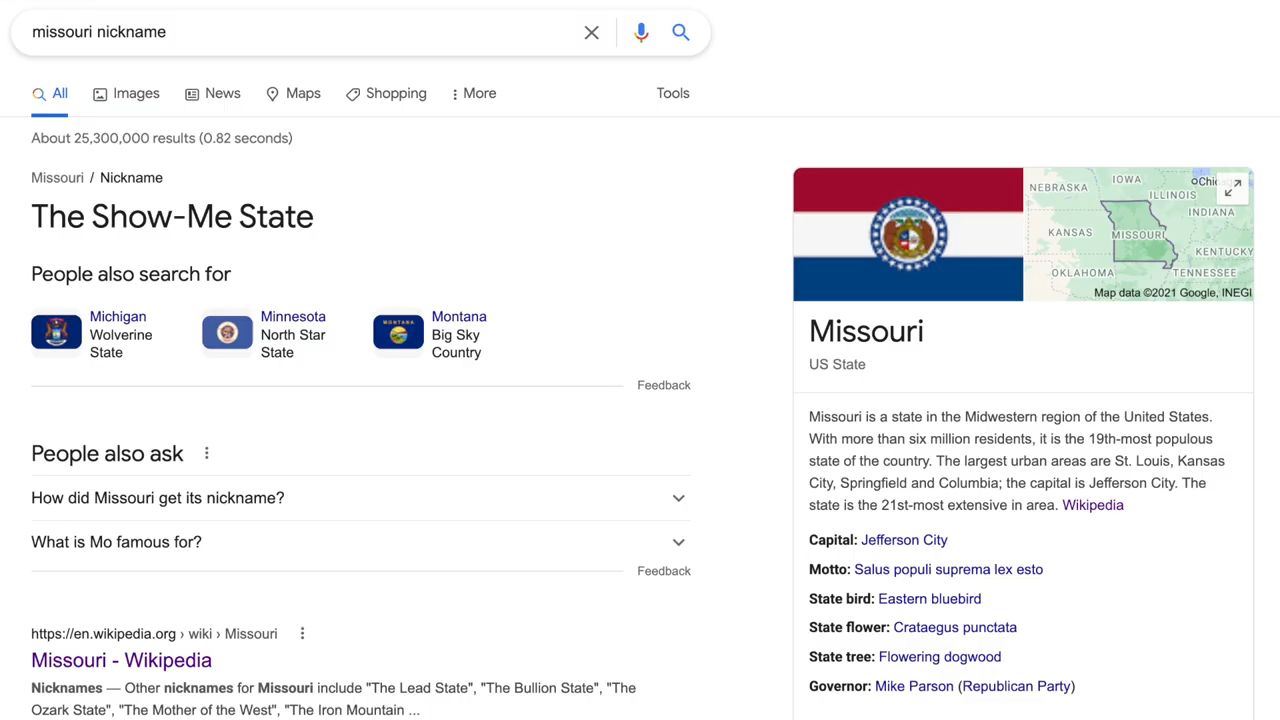 missouri nickname
All
Images
News
Maps
Shopping
More
Tools
About 25,300,000 results (0.82 seconds)
Missouri / Nickname
The Show-Me State
People also search for
Michigan
Wolverine
State
Minnesota
North Star
State
MONTANA
Montana
Big Sky
Country
Feedback
People also ask
How did Missouri get its nickname?
What is Mo famous for?
Feedback
https://en.wikipedia.org › wiki › Missouri
Missouri - Wikipedia
Nicknames — Other nicknames for Missouri include "The Lead State", "The Bullion State", "The
Ozark State", "The Mother of the West", "The Iron Mountain ...
NEBRASKA
IOWA
ILLINOIS
INDIANA
KANSAS
MISSOURI
KENTUCKY
OKLAHOMA
TENNESSEE
Map data ©2021 Google, INEGI
Missouri
US State
Missouri is a state in the Midwestern region of the United States.
With more than six million residents, it is the 19th-most populous
state of the country. The largest urban areas are St. Louis, Kansas
City, Springfield and Columbia; the capital is Jefferson City. The
state is the 21st-most extensive in area. Wikipedia
Capital: Jefferson City
Motto: Salus populi suprema lex esto
State bird: Eastern bluebird
State flower: Crataegus punctata
State tree: Flowering dogwood
Governor: Mike Parson (Republican Party)